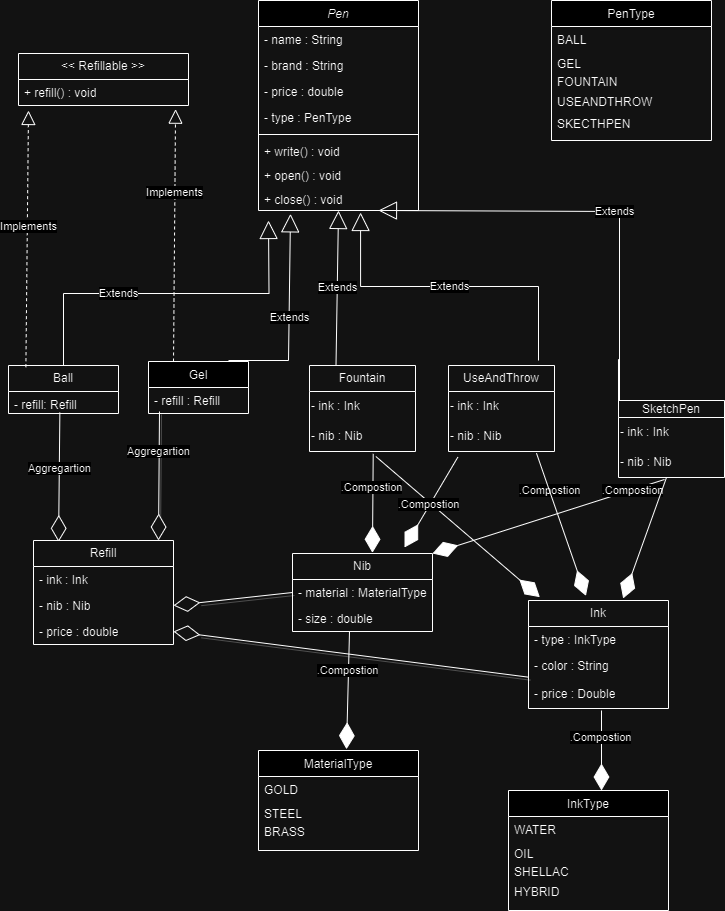 Pen
- name : String
- brand : String
- price : double
- type : PenType
+ write() : void
+ open() : void
+ close() : void
PenType
BALL
GEL
FOUNTAIN
USEANDTHROW
SKECTHPEN
<< Refillable >>
+ refill() : void
Implements
Implements
Extends
Extends
Extends
Extends
Extends
Ball
- refill: Refill
Gel
- refill : Refill
Fountain
- ink : Ink
- nib : Nib
UseAndThrow
- ink : Ink
- nib : Nib
SketchPen
- ink : Ink
- nib : Nib
Aggregartion
Aggregartion
.Compostion
.Compostion
.Compostion
.Compostion
Refill
- ink : Ink
- nib : Nib
- price : double
Nib
- material : MaterialType
- size : double
Ink
- type : InkType
- color : String
- price : Double
.Compostion
.Compostion
MaterialType
GOLD
STEEL
BRASS
InkType
WATER
OIL
SHELLAC
HYBRID